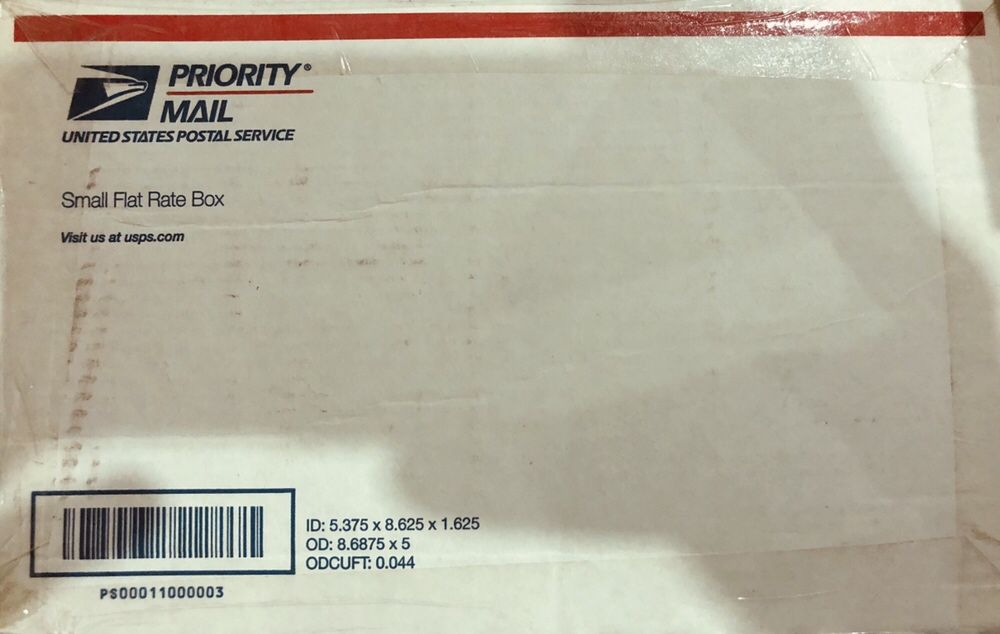 PRIORITY®
MAIL
UNITED STATES POSTAL SERVICE
Small Flat Rate Box
Visit us at usps.com
ID: 5.375 x 8.625 x 1.625
OD: 8.6875 x 5
ODCUFT: 0.044
PS00011000003